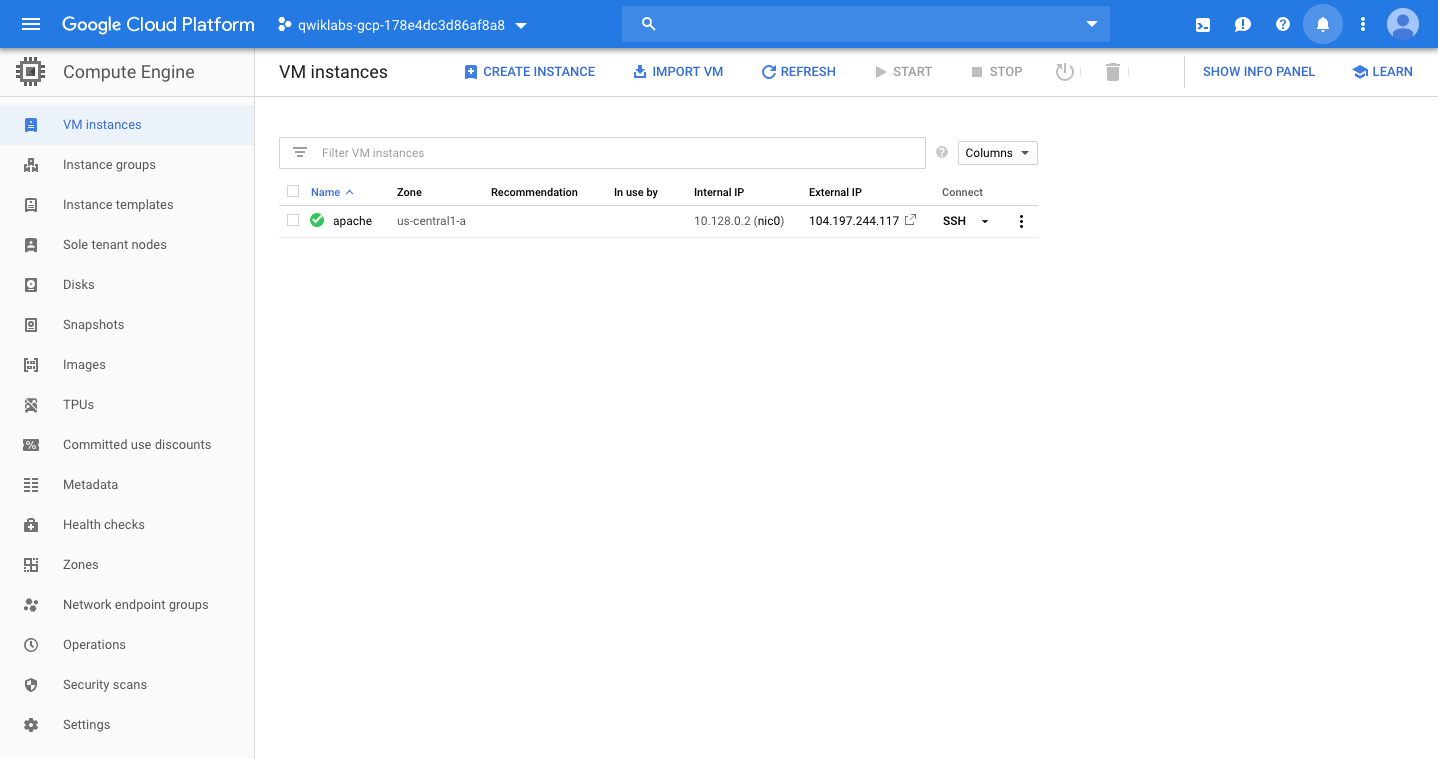 Google Cloud Platform qwiklabs-gcp-178e4dc3d86af8a8
Compute Engine
VM instances CREATE INSTANCE IMPORT VM REFRESH START STOP SHOW INFO PANEL LEARN
VM instances
Instance groups
Instance templates
Sole tenant nodes
Disks
Snapshots
Images
TPUs
Committed use discounts
Metadata
Health checks
Zones
Network endpoint groups
Operations
Security scans
Settings
Filter VM instances Columns
Name Zone Recommendation In use by Internal IP External IP Connect
apache us-central1-a 10.128.0.2 (nic0) 104.197.244.117 SSH